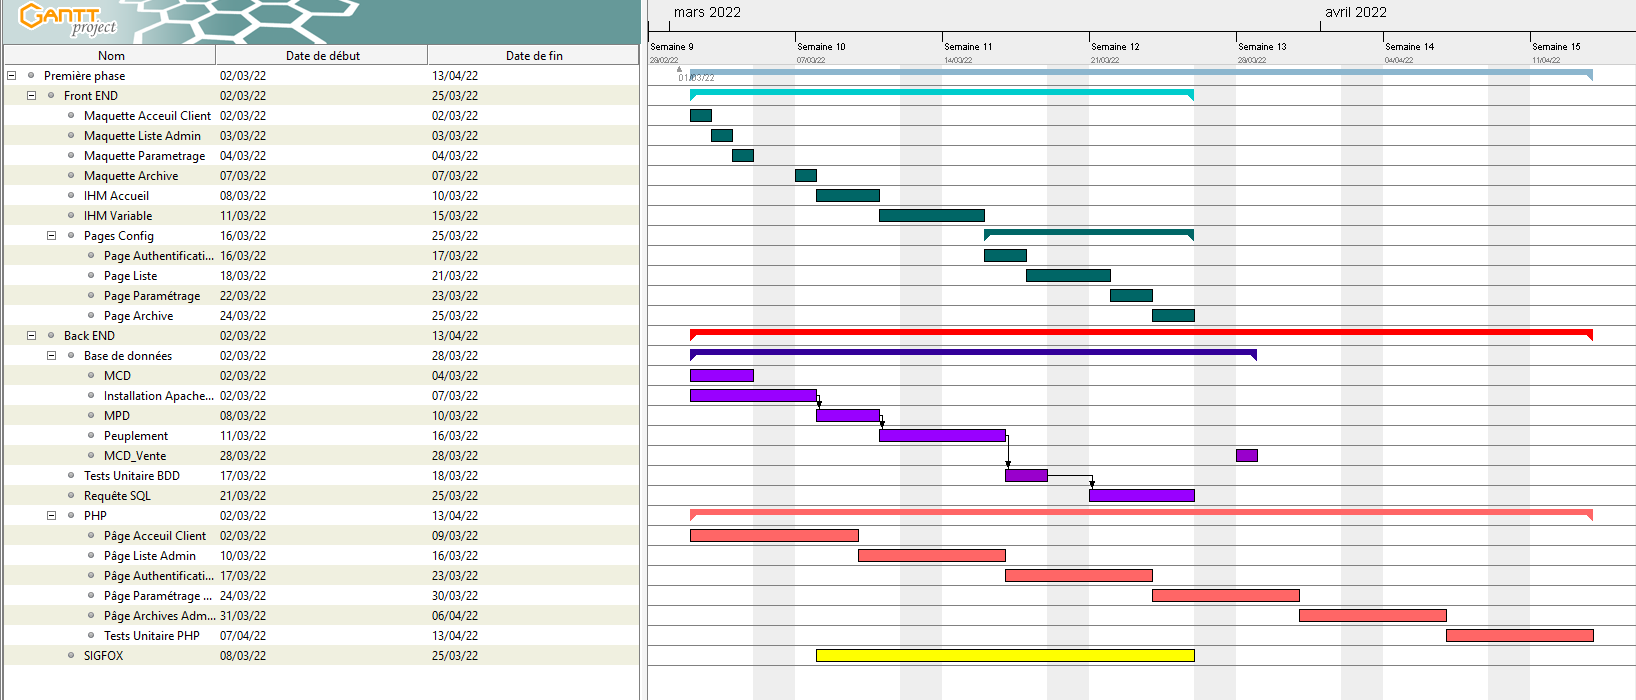 GANTT
project
mars 2022
avril 2022
Nom Date de début Date de fin
Semaine 9 Semaine 10 Semaine 11 Semaine 12 Semaine 13 Semaine 14 Semaine 15
28/02/22 07/03/22 14/03/22 21/03/22 28/03/22 04/04/22 11/04/22
01/03/22
Première phase 02/03/22 13/04/22
Front END 02/03/22 25/03/22
Maquette Acceuil Client 02/03/22 02/03/22
Maquette Liste Admin 03/03/22 03/03/22
Maquette Parametrage 04/03/22 04/03/22
Maquette Archive 07/03/22 07/03/22
IHM Accueil 08/03/22 10/03/22
IHM Variable 11/03/22 15/03/22
Pages Config 16/03/22 25/03/22
Page Authentificati... 16/03/22 17/03/22
Page Liste 18/03/22 21/03/22
Page Paramétrage 22/03/22 23/03/22
Page Archive 24/03/22 25/03/22
Back END 02/03/22 13/04/22
Base de données 02/03/22 28/03/22
MCD 02/03/22 04/03/22
Installation Apache... 02/03/22 07/03/22
MPD 08/03/22 10/03/22
Peuplement 11/03/22 16/03/22
MCD_Vente 28/03/22 28/03/22
Tests Unitaire BDD 17/03/22 18/03/22
Requête SQL 21/03/22 25/03/22
PHP 02/03/22 13/04/22
Pâge Acceuil Client 02/03/22 09/03/22
Pâge Liste Admin 10/03/22 16/03/22
Pâge Authentificati... 17/03/22 23/03/22
Pâge Paramétrage ... 24/03/22 30/03/22
Pâge Archives Adm... 31/03/22 06/04/22
Tests Unitaire PHP 07/04/22 13/04/22
SIGFOX 08/03/22 25/03/22